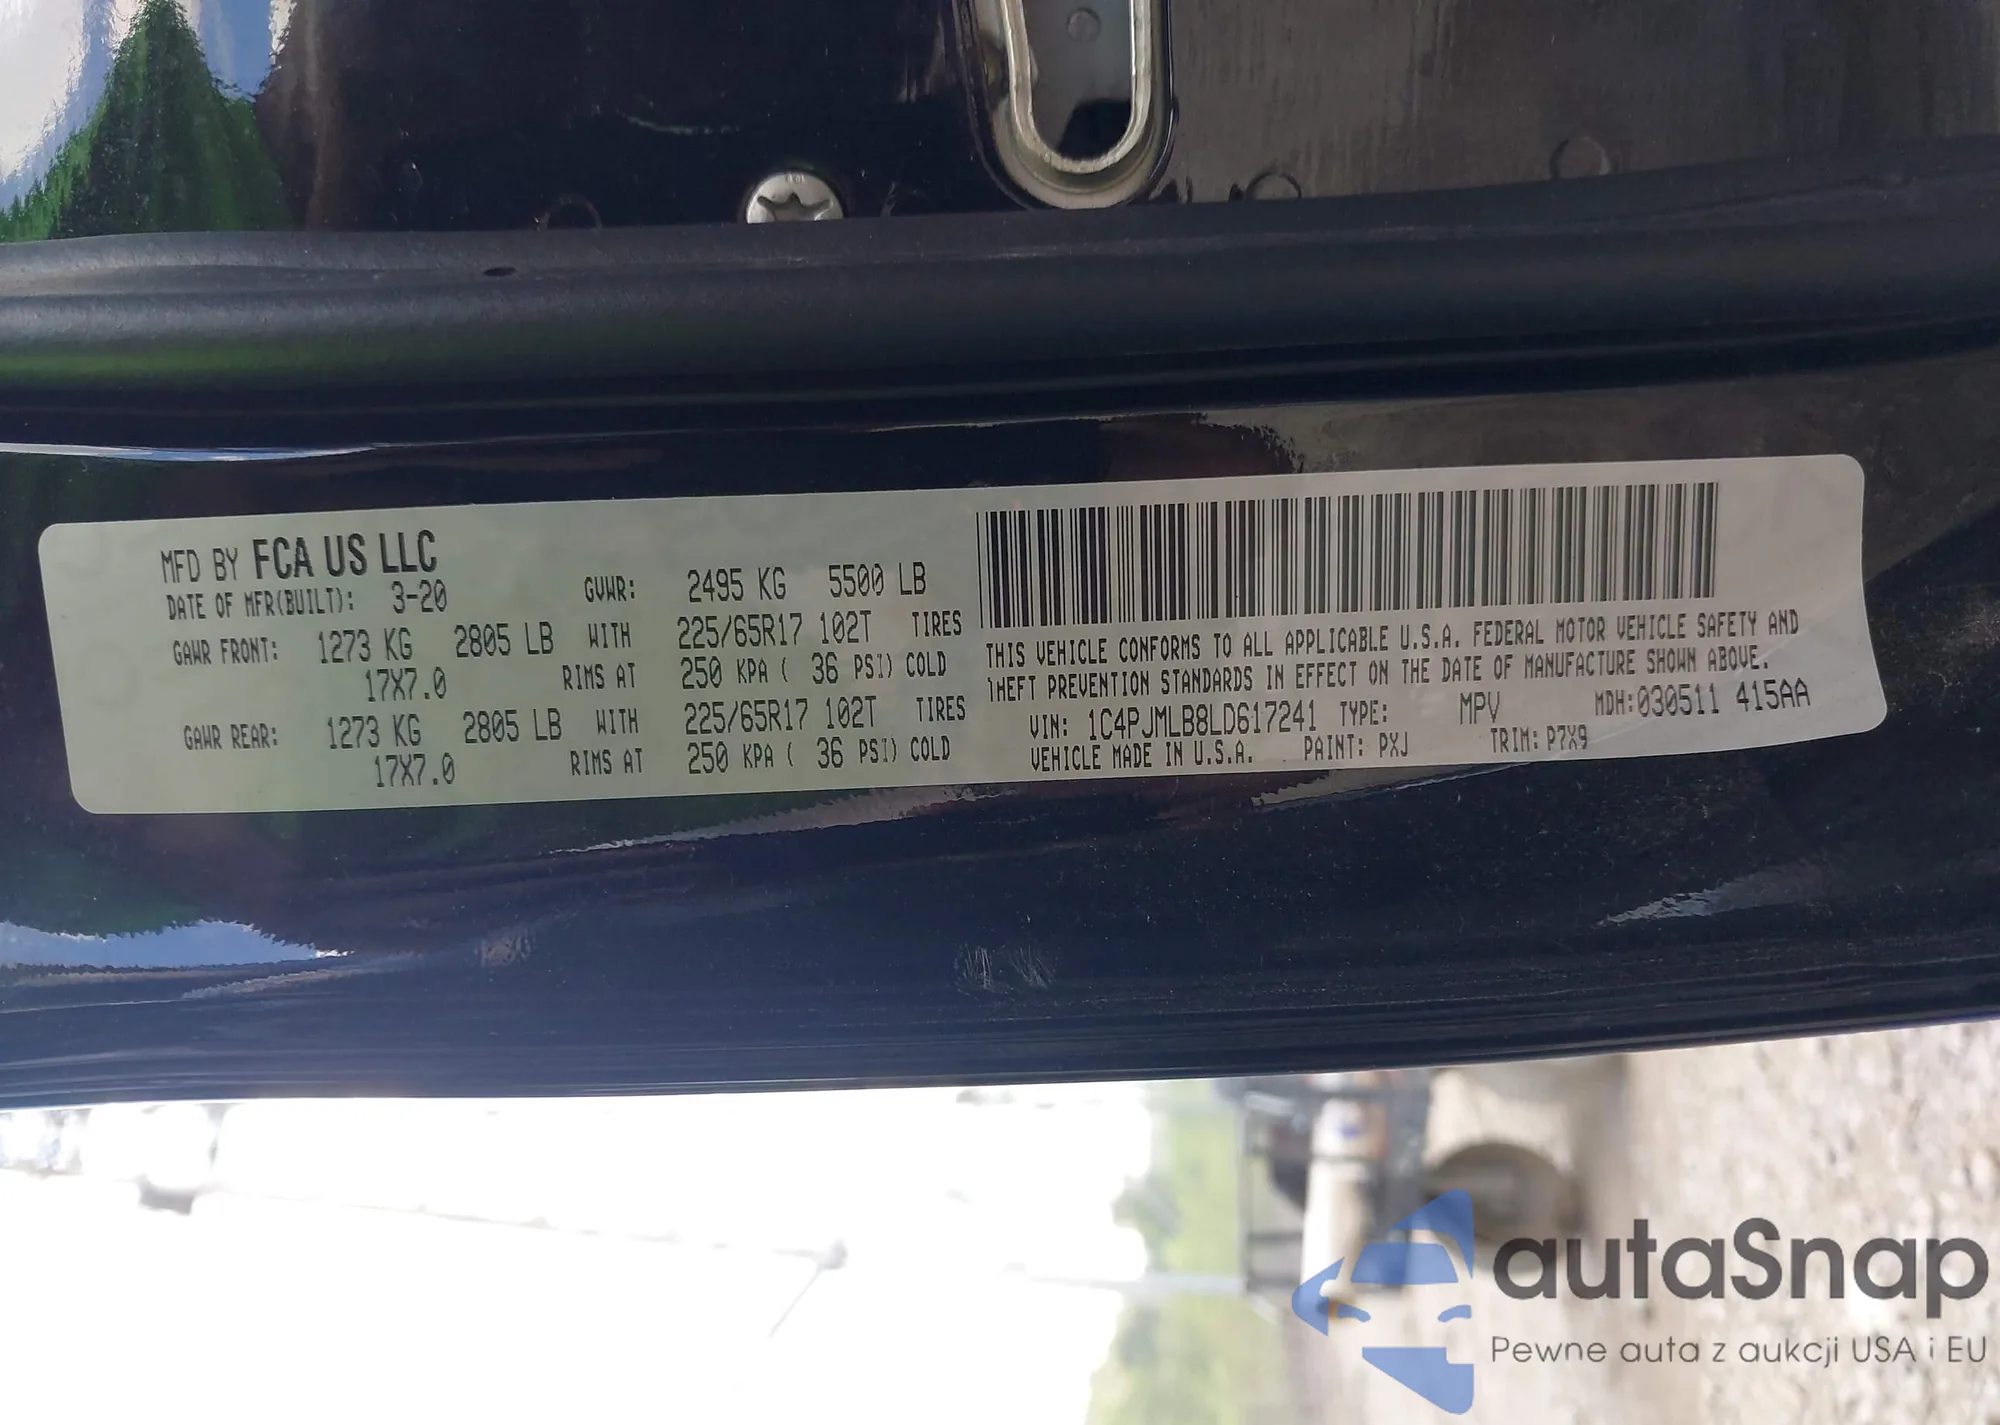 MFD BY FCA US LLC
DATE OF MFR(BUILT): 3-20 GVWR: 2495 KG 5500 LB
GAWR FRONT: 1273 KG 2805 LB WITH 225/65R17 102T TIRES
17X7.0 RIMS AT 250 KPA ( 36 PSI) COLD
GAWR REAR: 1273 KG 2805 LB WITH 225/65R17 102T TIRES
17X7.0 RIMS AT 250 KPA ( 36 PSI) COLD
THIS VEHICLE CONFORMS TO ALL APPLICABLE U.S.A. FEDERAL MOTOR VEHICLE SAFETY AND
THEFT PREVENTION STANDARDS IN EFFECT ON THE DATE OF MANUFACTURE SHOWN ABOVE.
VIN: 1C4PJMLB8LD617241 TYPE: MPV MDH:030511 415AA
VEHICLE MADE IN U.S.A. PAINT: PXJ TRIM: P7X9
autaSnap
Pewne auta z aukcji USA i EU